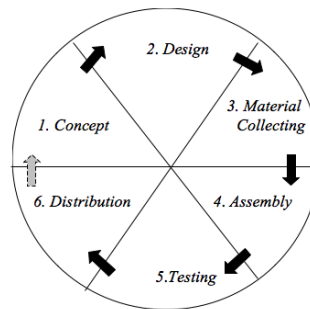 1. Concept
2. Design
3. Material
Collecting
4. Assembly
5.Testing
6. Distribution